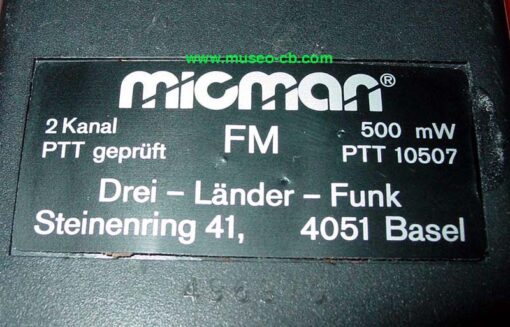 www.museo-cb.com
micman®
2 Kanal FM 500 mW
PTT geprüft PTT 10507
Drei – Länder – Funk
Steinenring 41, 4051 Basel